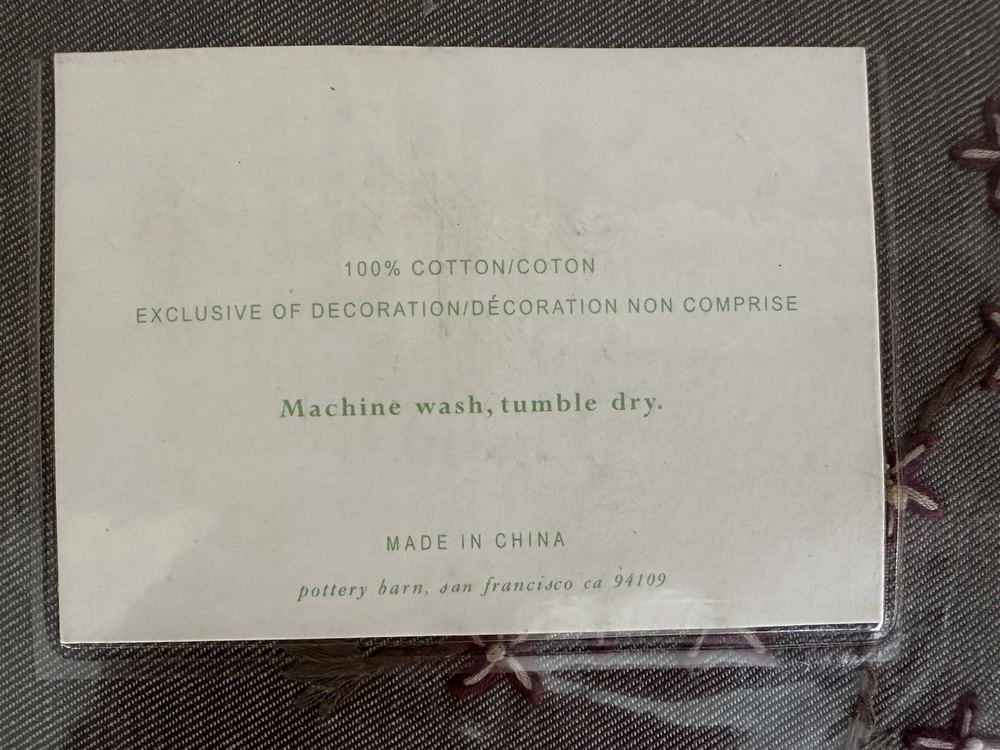 100% COTTON/COTON
EXCLUSIVE OF DECORATION/DÉCORATION NON COMPRISE
Machine wash, tumble dry.
MADE IN CHINA
pottery barn, san francisco ca 94109